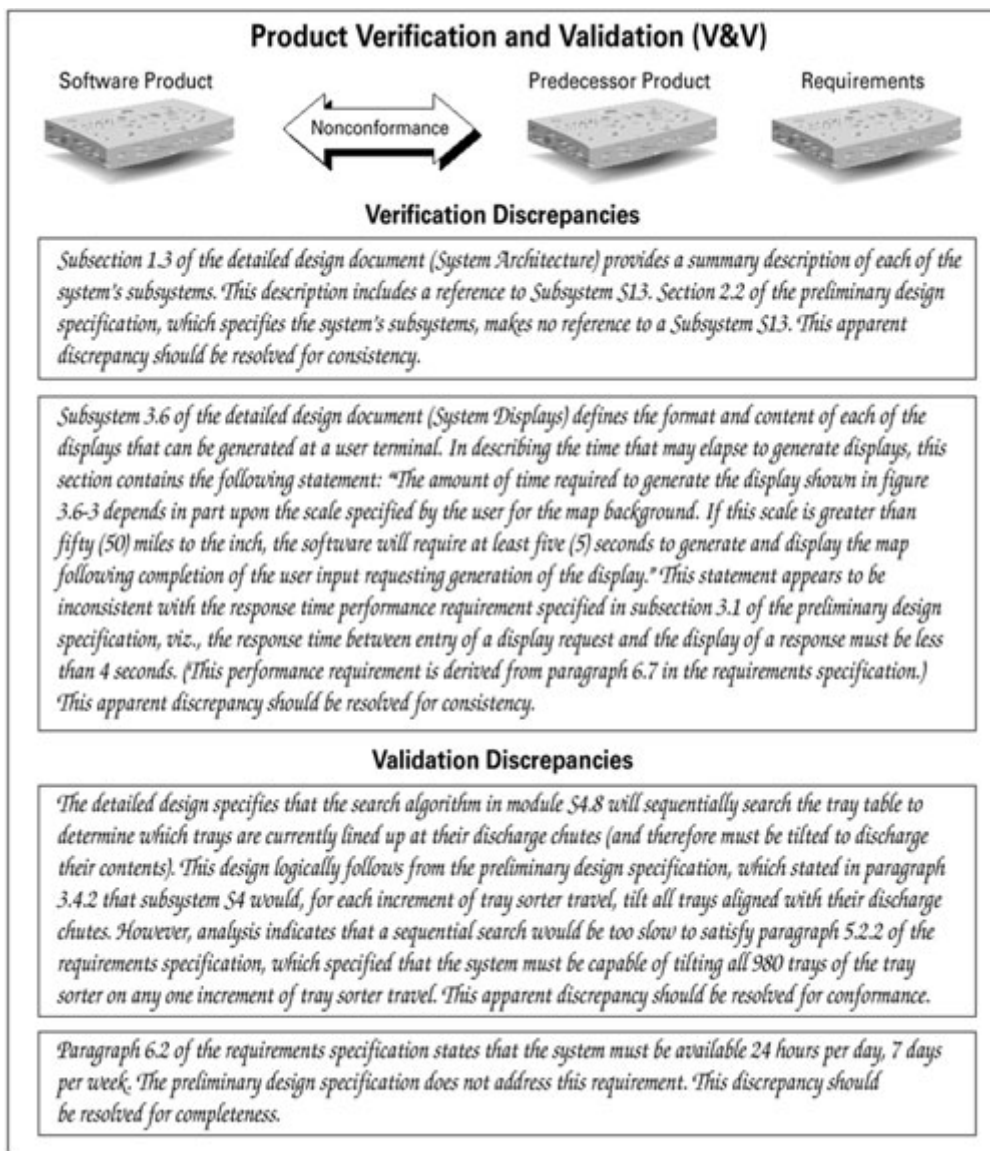 Product Verification and Validation (V&V)
Software Product
Nonconformance
Predecessor Product
Requirements
Verification Discrepancies
Subsection 1.3 of the detailed design document (System Architecture) provides a summary description of each of the
system's subsystems. This description includes a reference to Subsystem S13. Section 2.2 of the preliminary design
specification, which specifies the system's subsystems, makes no reference to a Subsystem S13. This apparent
discrepancy should be resolved for consistency.
Subsystem 3.6 of the detailed design document (System Displays) defines the format and content of each of the
displays that can be generated at a user terminal. In describing the time that may elapse to generate displays, this
section contains the following statement: "The amount of time required to generate the display shown in figure
3.6-3 depends in part upon the scale specified by the user for the map background. If this scale is greater than
fifty (50) miles to the inch, the software will require at least five (5) seconds to generate and display the map
following completion of the user input requesting generation of the display." This statement appears to be
inconsistent with the response time performance requirement specified in subsection 3.1 of the preliminary design
specification, viz., the response time between entry of a display request and the display of a response must be less
than 4 seconds. (This performance requirement is derived from paragraph 6.7 in the requirements specification.)
This apparent discrepancy should be resolved for consistency.
Validation Discrepancies
The detailed design specifies that the search algorithm in module S4.8 will sequentially search the tray table to
determine which trays are currently lined up at their discharge chutes (and therefore must be tilted to discharge
their contents). This design logically follows from the preliminary design specification, which stated in paragraph
3.4.2 that subsystem S4 would, for each increment of tray sorter travel, tilt all trays aligned with their discharge
chutes. However, analysis indicates that a sequential search would be too slow to satisfy paragraph 5.2.2 of the
requirements specification, which specified that the system must be capable of tilting all 980 trays of the tray
sorter on any one increment of tray sorter travel. This apparent discrepancy should be resolved for conformance.
Paragraph 6.2 of the requirements specification states that the system must be available 24 hours per day, 7 days
per week. The preliminary design specification does not address this requirement. This discrepancy should
be resolved for completeness.